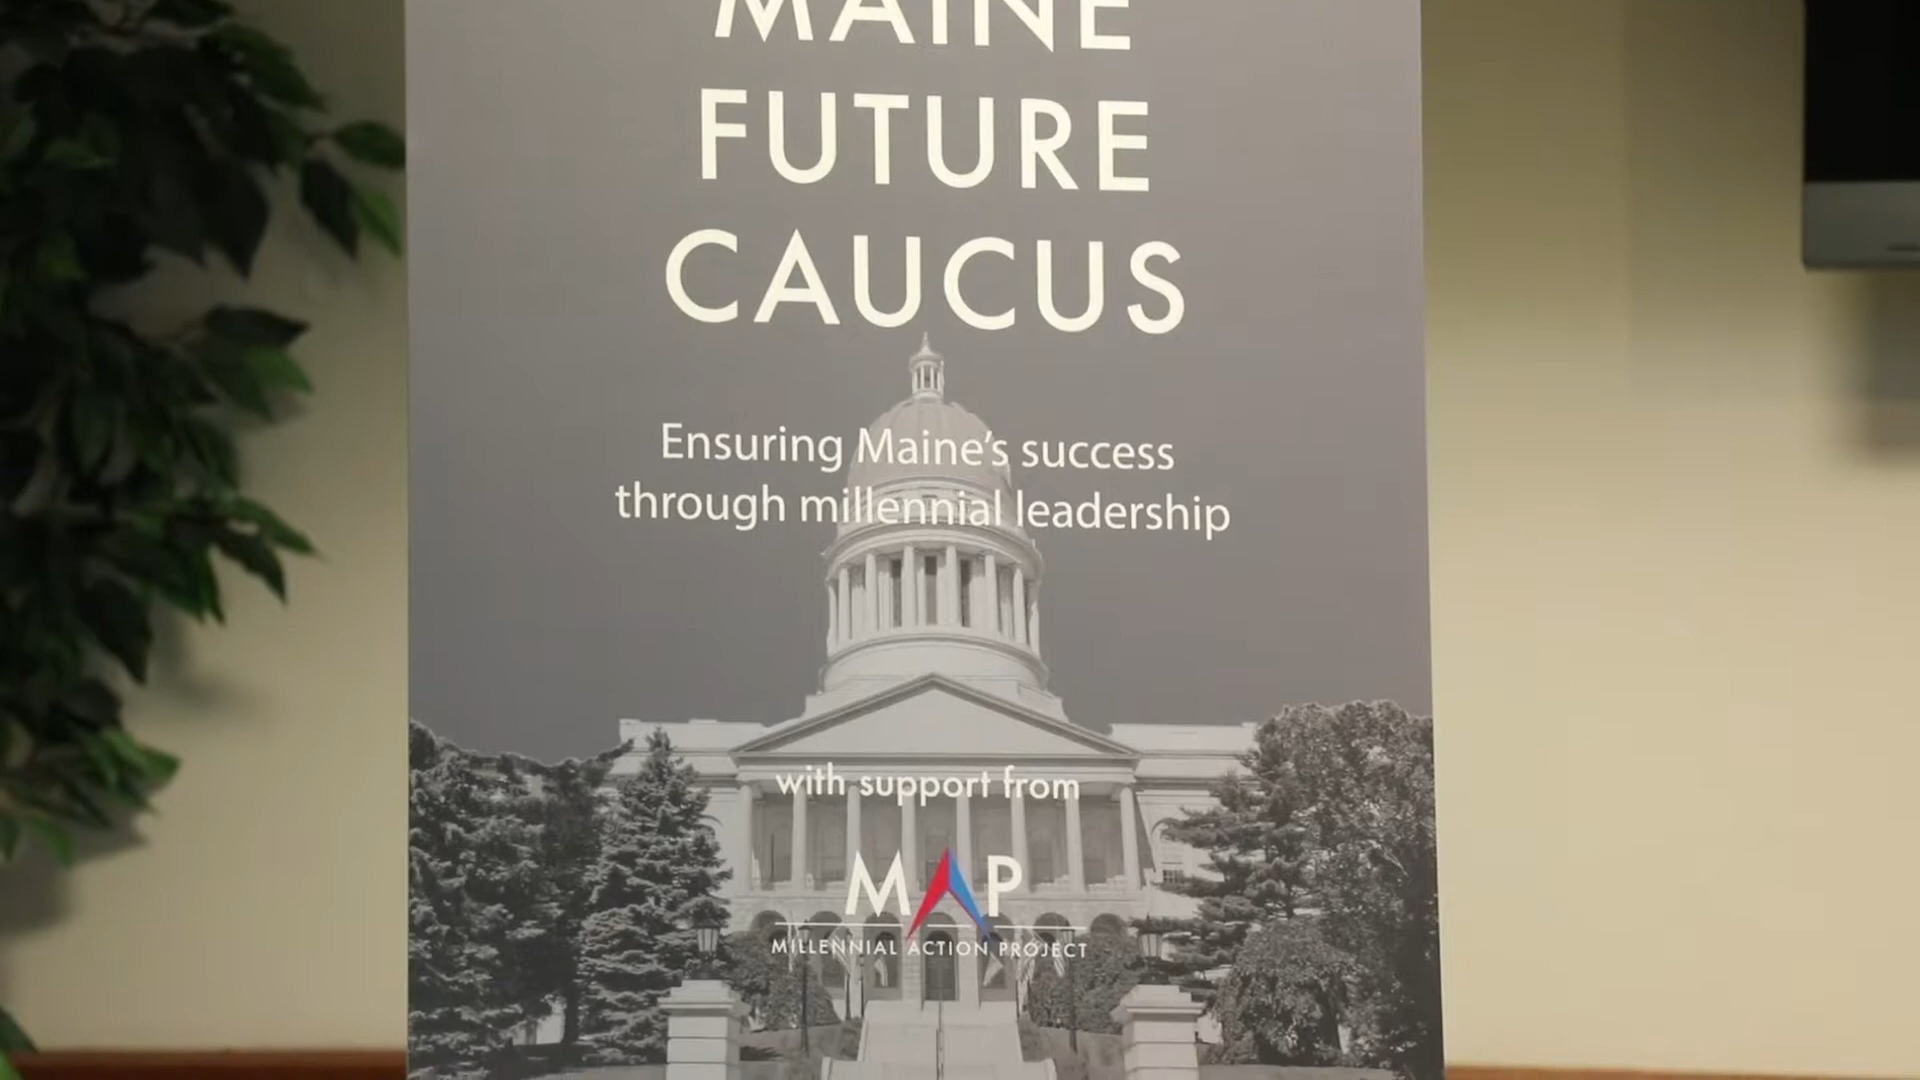 MAINE
FUTURE
CAUCUS
Ensuring Maine's success
through millennial leadership
with support from
MAP
MILLENNIAL ACTION PROJECT